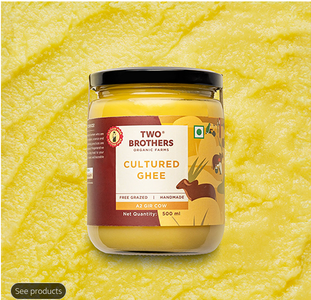 TWO®
BROTHERS
ORGANIC FARMS
CULTURED
GHEE
FREE GRAZED | HANDMADE
A2 GIR COW
Net Quantity: 500 ml
See products